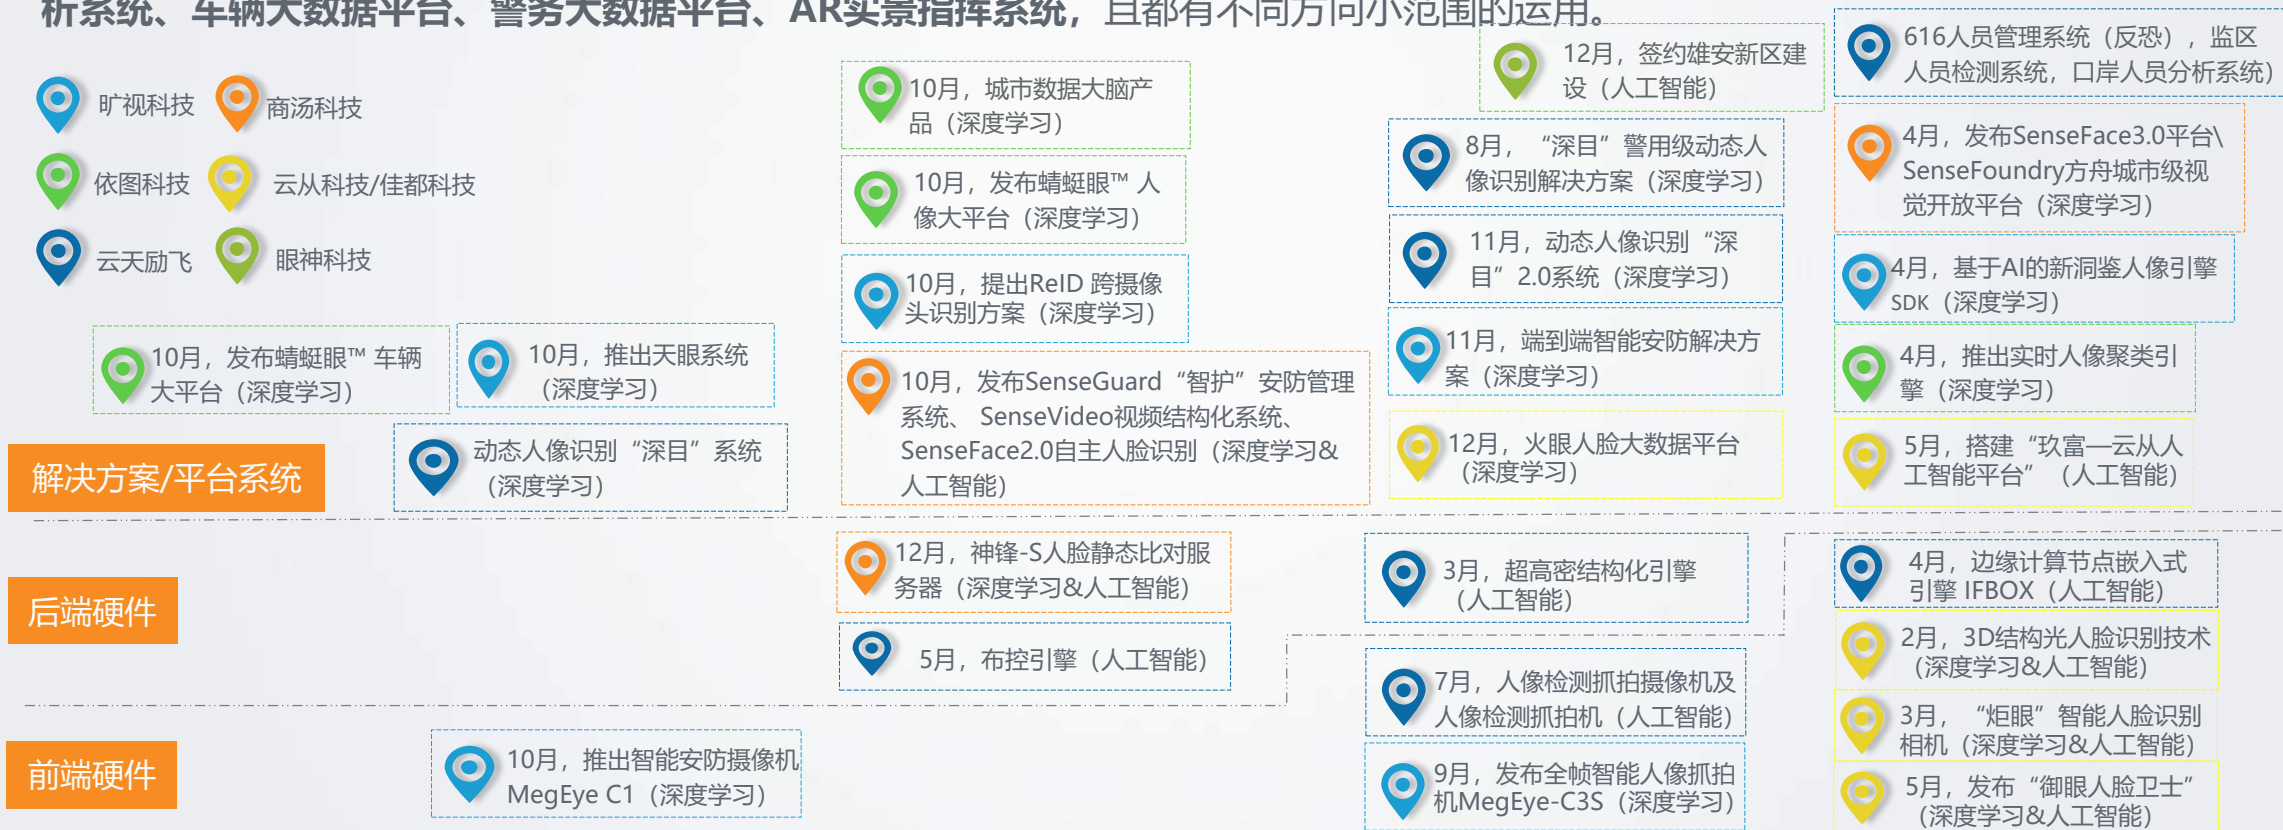 析系统、车辆大数据平台、警务大数据平台、AR实景指挥系统，且都有不同方向小范围的运用。
旷视科技
商汤科技
依图科技
云从科技/佳都科技
云天励飞
眼神科技
10月，发布蜻蜓眼™ 车辆
大平台（深度学习）
10月，推出天眼系统
（深度学习）
解决方案/平台系统
动态人像识别“深目”系统
（深度学习）
10月，城市数据大脑产
品（深度学习）
10月，发布蜻蜓眼™ 人
像大平台（深度学习）
10月，提出ReID 跨摄像
头识别方案（深度学习）
10月，发布SenseGuard“智护”安防管理
系统、 SenseVideo视频结构化系统、
SenseFace2.0自主人脸识别（深度学习&
人工智能）
12月，签约雄安新区建
设（人工智能）
8月，“深目”警用级动态人
像识别解决方案（深度学习）
11月，动态人像识别“深
目”2.0系统（深度学习）
11月，端到端智能安防解决方
案（深度学习）
12月，火眼人脸大数据平台
（深度学习）
616人员管理系统（反恐），监区
人员检测系统，口岸人员分析系统）
4月，发布SenseFace3.0平台\
SenseFoundry方舟城市级视
觉开放平台（深度学习）
4月，基于AI的新洞鉴人像引擎
SDK（深度学习）
4月，推出实时人像聚类引
擎（深度学习）
5月，搭建“玖富—云从人
工智能平台”（人工智能）
后端硬件
12月，神锋-S人脸静态比对服
务器（深度学习&人工智能）
5月，布控引擎（人工智能）
3月，超高密结构化引擎
（人工智能）
4月，边缘计算节点嵌入式
引擎 IFBOX（人工智能）
2月，3D结构光人脸识别技术
（深度学习&人工智能）
前端硬件
10月，推出智能安防摄像机
MegEye C1（深度学习）
7月，人像检测抓拍摄像机及
人像检测抓拍机（人工智能）
9月，发布全帧智能人像抓拍
机MegEye-C3S（深度学习）
3月，“炬眼”智能人脸识别
相机（深度学习&人工智能）
5月，发布“御眼人脸卫士”
（深度学习&人工智能）